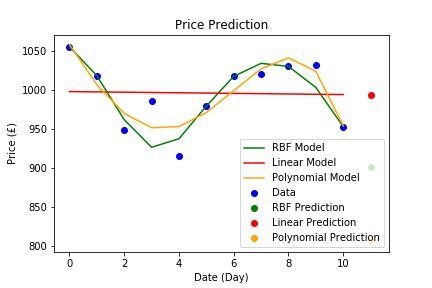 Price Prediction
1050
1000
950
900
850
800
Price (£)
RBF Model
Linear Model
Polynomial Model
Data
RBF Prediction
Linear Prediction
Polynomial Prediction
0
2
4
6
8
10
Date (Day)